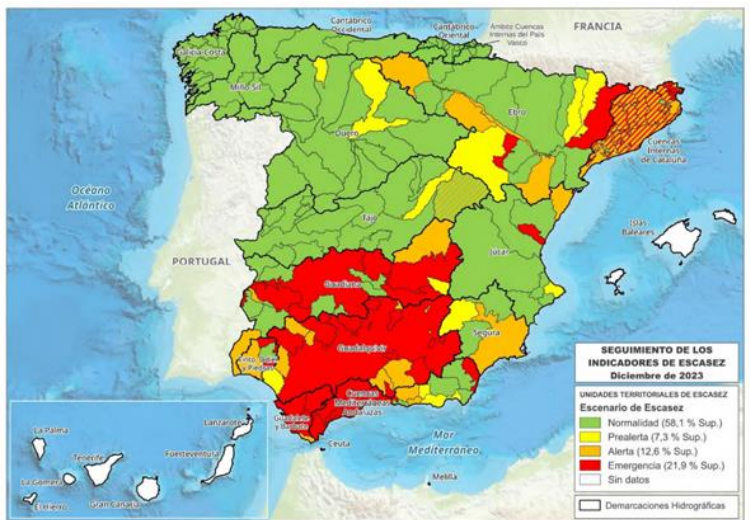 Cantábrico
Occidental
Cantábrico
Oriental
Ámbito Cuencas
Internas del País
Vasco
FRANCIA
Galicia Costa
Miño-Sil
Ebro
Duero
Cuencas
Internas
de Cataluña
Océano
Atlántico
Tajo
Islas
Baleares
PORTUGAL
Júcar
Guadiana
Segura
Guadalquivir
Tinto, Odiel
y Piedras
Cuencas
Mediterráneas
Andaluzas
Guadalete
y Barbate
Ceuta
Mar
Mediterráneo
Melilla
La Palma
Lanzarote
Tenerife
Fuerteventura
La Gomera
El Hierro
Gran Canaria
SEGUIMIENTO DE LOS
INDICADORES DE ESCASEZ
Diciembre de 2023
UNIDADES TERRITORIALES DE ESCASEZ
Escenario de Escasez
Normalidad (58,1 % Sup.)
Prealerta (7,3 % Sup.)
Alerta (12,6 % Sup.)
Emergencia (21,9 % Sup.)
Sin datos
Demarcaciones Hidrográficas